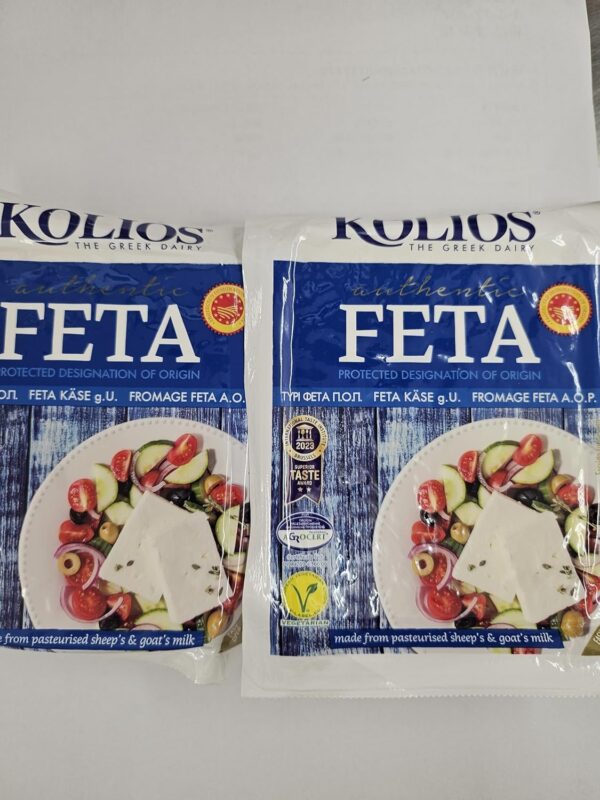 KOLIOS
THE GREEK DAIRY
authentic
FETA
PROTECTED DESIGNATION OF ORIGIN
FETA KÄSE g.U. FROMAGE FETA A.O.
from pasteurised sheep's & goat's milk
KOLIOS®
THE GREEK DAIRY
authentic
FETA
PROTECTED DESIGNATION OF ORIGIN
ΤΥΡΙ ΦΕΤΑ Π.Ο.Π. FETA KÄSE g.U. FROMAGE FETA A.O.P.
2023
BRUSSELS
SUPERIOR
TASTE
AWARD
AGROCERT
V
VEGETARIAN
made from pasteurised sheep's & goat's milk